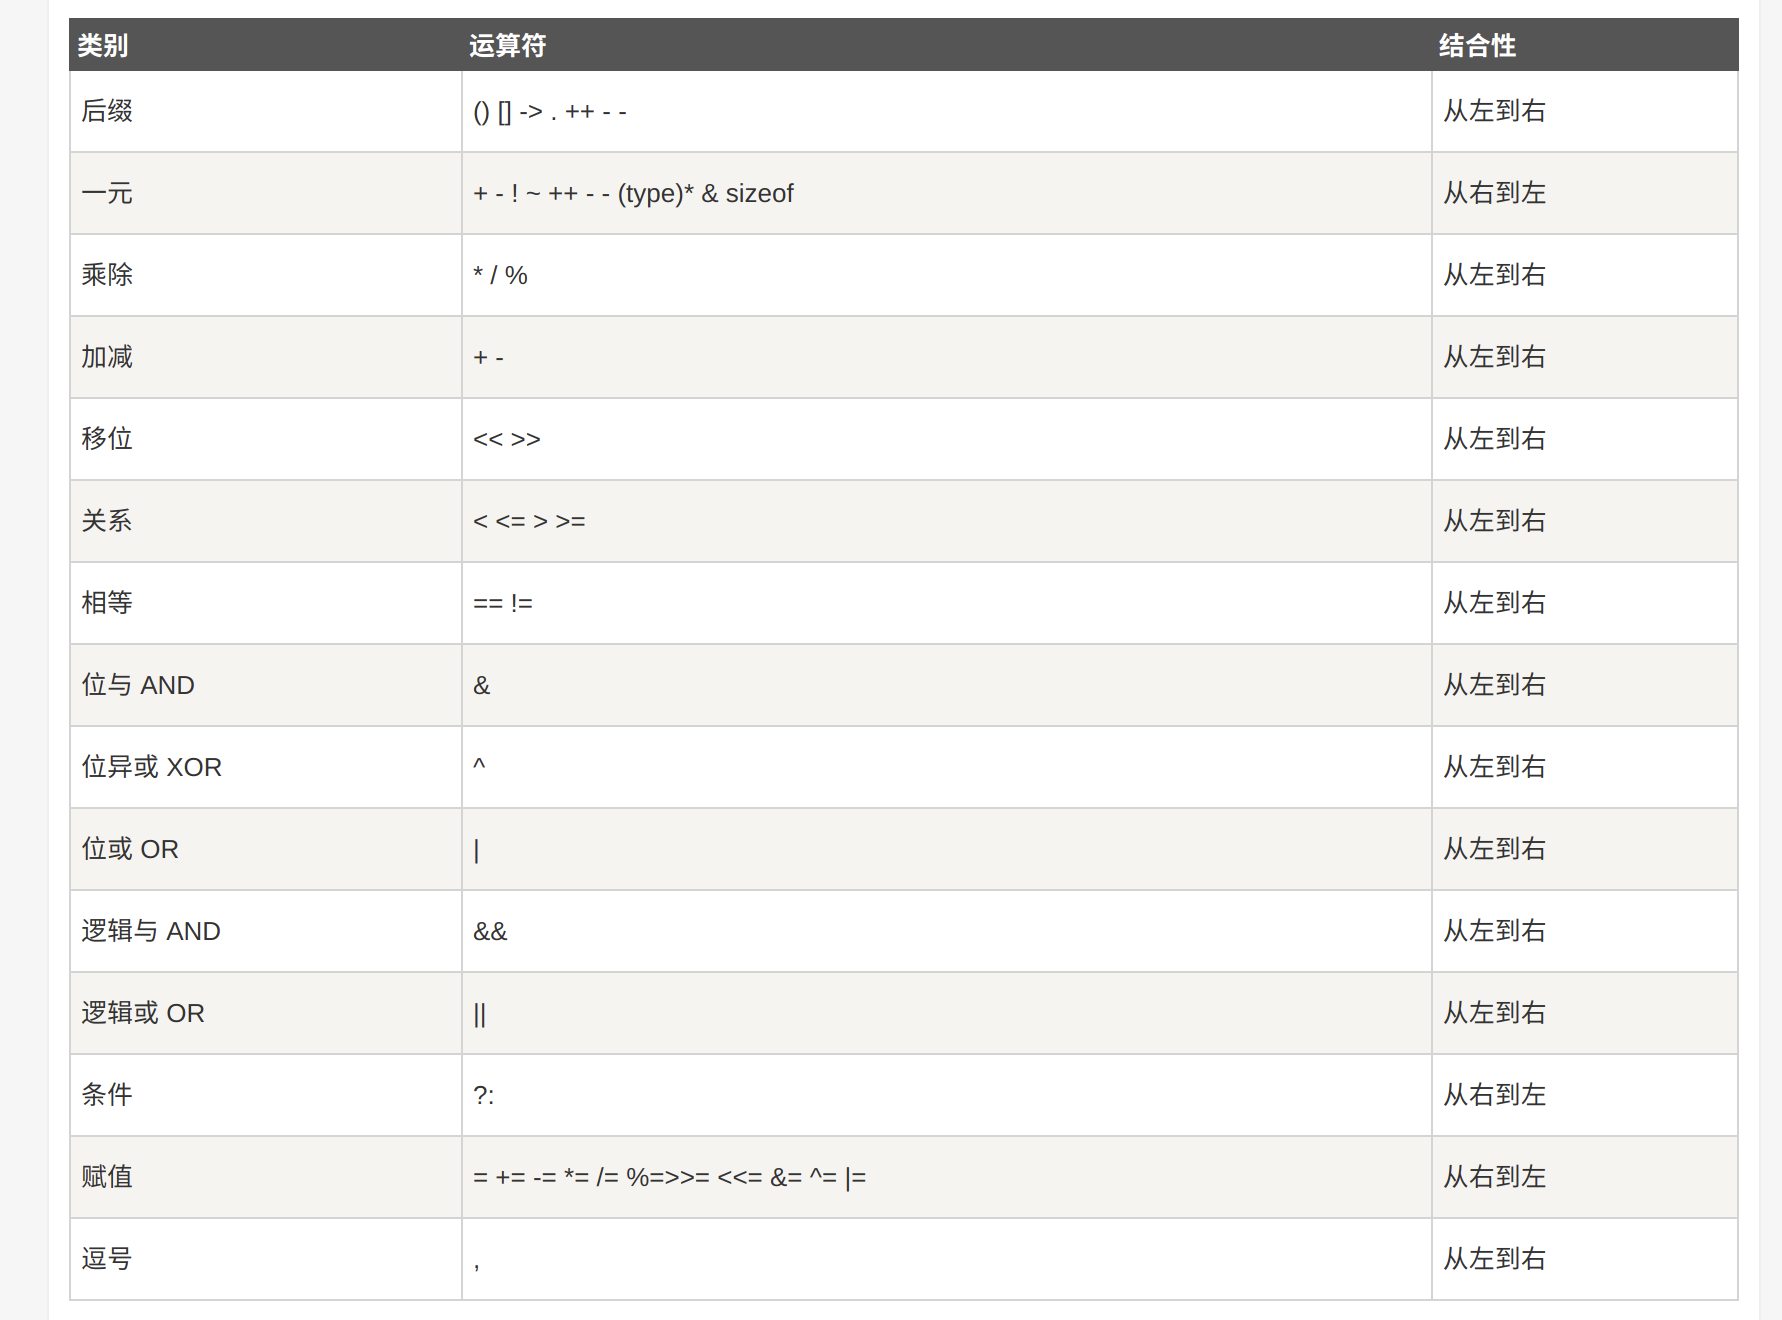 类别 运算符 结合性
后缀 () [] -> . ++ - - 从左到右
一元 + - ! ~ ++ - - (type)* & sizeof 从右到左
乘除 * / % 从左到右
加减 + - 从左到右
移位 << >> 从左到右
关系 < <= > >= 从左到右
相等 == != 从左到右
位与 AND & 从左到右
位异或 XOR ^ 从左到右
位或 OR | 从左到右
逻辑与 AND && 从左到右
逻辑或 OR || 从左到右
条件 ?: 从右到左
赋值 = += -= *= /= %=>>= <<= &= ^= |= 从右到左
逗号 , 从左到右